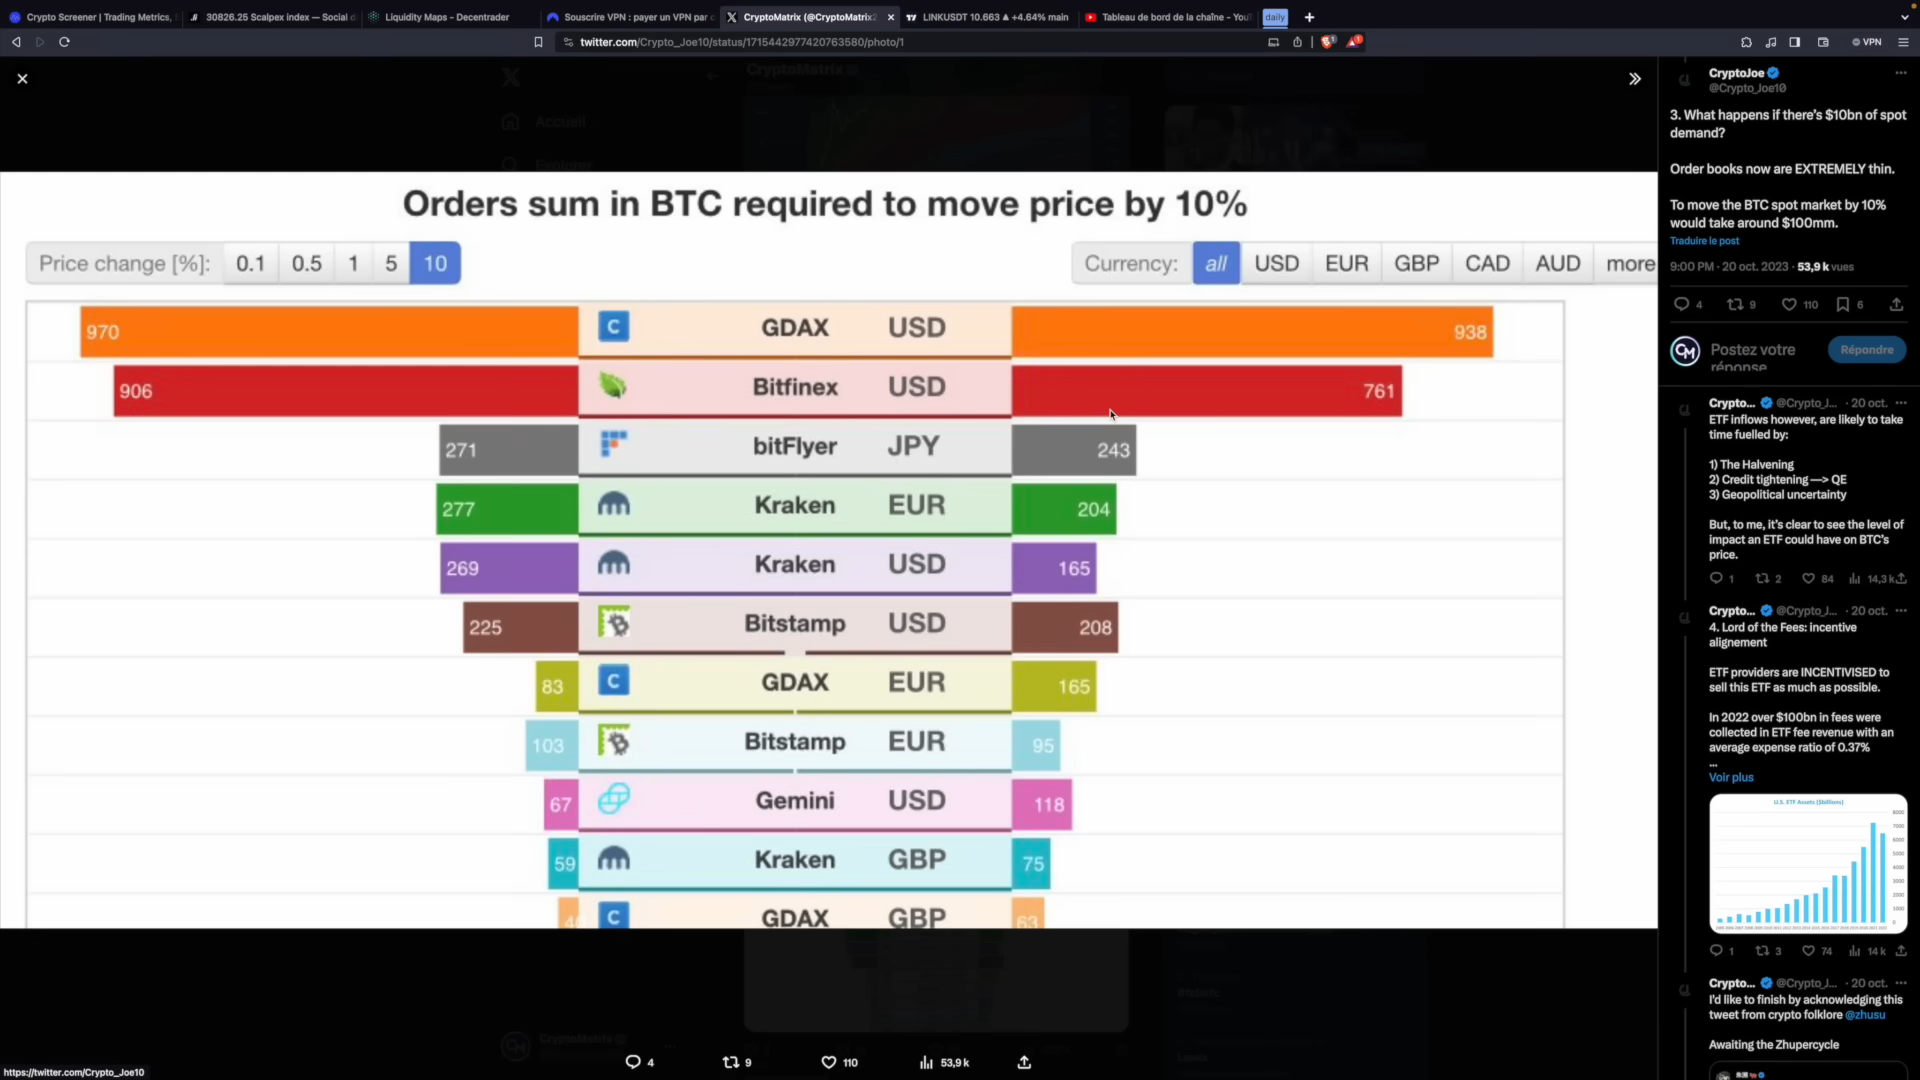 Crypto Screener | Trading Metrics,
30826.25 Scalpex index — Social
Liquidity Maps - Decentrader
Souscrire VPN : payer un VPN par
CryptoMatrix (@CryptoMatrix2
LINKUSDT 10.663 ▲ +4.64% main
Tableau de bord de la chaîne - You
daily
twitter.com/Crypto_Joe10/status/1715442977420763580/photo/1
VPN
CryptoMatrix
Accueil
Orders sum in BTC required to move price by 10%
Price change [%]: 0.1 0.5 1 5 10
Currency: all USD EUR GBP CAD AUD more
970 GDAX USD 938
906 Bitfinex USD 761
271 bitFlyer JPY 243
277 Kraken EUR 204
269 Kraken USD 165
225 Bitstamp USD 208
83 GDAX EUR 165
103 Bitstamp EUR 95
67 Gemini USD 118
59 Kraken GBP 75
GDAX GBP 63
4 9 110 53,9 k
https://twitter.com/Crypto_Joe10
CryptoJoe
@Crypto_Joe10
3. What happens if there's $10bn of spot
demand?
Order books now are EXTREMELY thin.
To move the BTC spot market by 10%
would take around $100mm.
Traduire le post
9:00 PM · 20 oct. 2023 · 53,9 k vues
4 9 110 6
CM
Postez votre
réponse
Répondre
Crypto... @Crypto_J... · 20 oct.
ETF inflows however, are likely to take
time fuelled by:
1) The Halvening
2) Credit tightening —> QE
3) Geopolitical uncertainty
But, to me, it's clear to see the level of
impact an ETF could have on BTC's
price.
1 2 84 14,3 k
Crypto... @Crypto_J... · 20 oct.
4. Lord of the Fees: incentive
alignement
ETF providers are INCENTIVISED to
sell this ETF as much as possible.
In 2022 over $100bn in fees were
collected in ETF fee revenue with an
average expense ratio of 0.37%
...
Voir plus
U.S. ETF Assets ($billions)
8000
7000
6000
5000
4000
3000
2000
1000
0
1 3 74 14 k
Crypto... @Crypto_J... · 20 oct.
I'd like to finish by acknowledging this
tweet from crypto folklore @zhusu
Awaiting the Zhupercycle